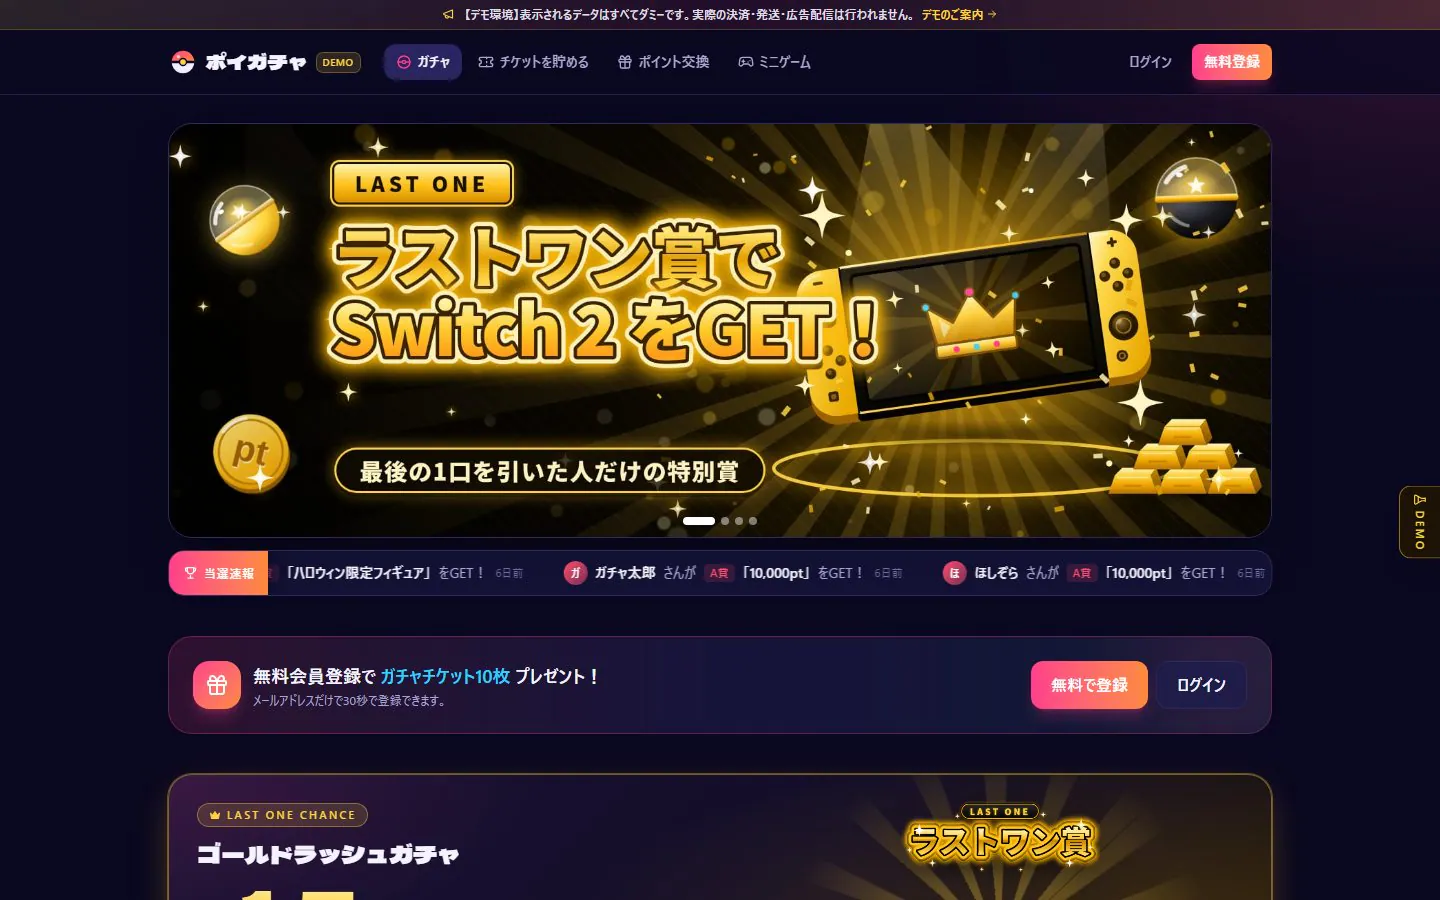 【デモ環境】表示されるデータはすべてダミーです。実際の決済・発送・広告配信は行われません。 デモのご案内 →
ポイガチャ DEMO ガチャ チケットを貯める ポイント交換 ミニゲーム ログイン 無料登録
LAST ONE
ラストワン賞で
Switch 2 をGET！
pt
最後の1口を引いた人だけの特別賞
DEMO
当選速報 「ハロウィン限定フィギュア」 をGET！ 6日前 ガ ガチャ太郎 さんが A賞 「10,000pt」 をGET！ 6日前 ほ ほしぞら さんが A賞 「10,000pt」 をGET！ 6日前
無料会員登録で ガチャチケット10枚 プレゼント！
メールアドレスだけで30秒で登録できます。
無料で登録 ログイン
LAST ONE CHANCE
ゴールドラッシュガチャ
LAST ONE
ラストワン賞